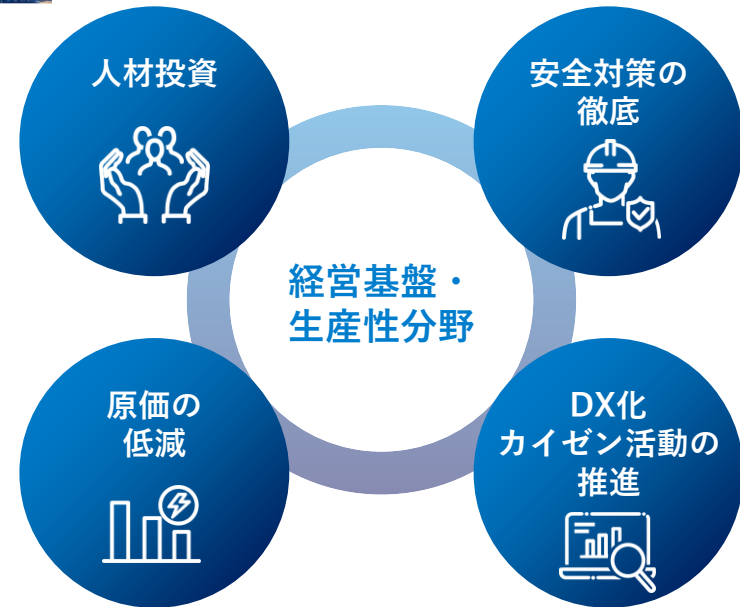 人材投資
安全対策の
徹底
経営基盤・
生産性分野
原価の
低減
DX化
カイゼン活動の
推進